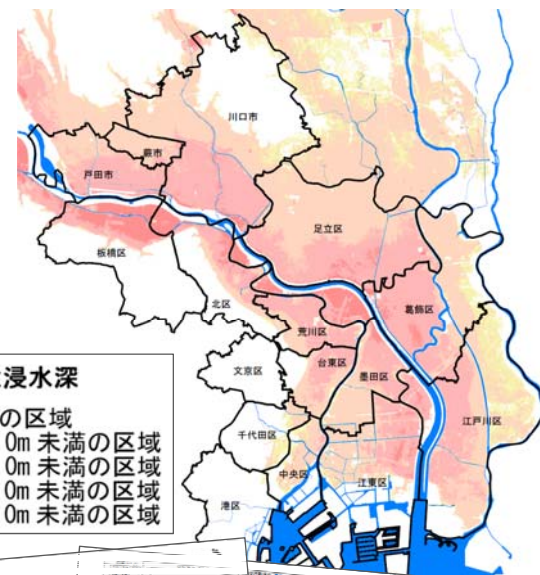 川口市
蕨市
戸田市
足立区
板橋区
北区
葛飾区
荒川区
台東区
文京区
墨田区
千代田区
江戸川区
中央区
江東区
港区
浸水深
の区域
0m 未満の区域
0m 未満の区域
0m 未満の区域
0m 未満の区域